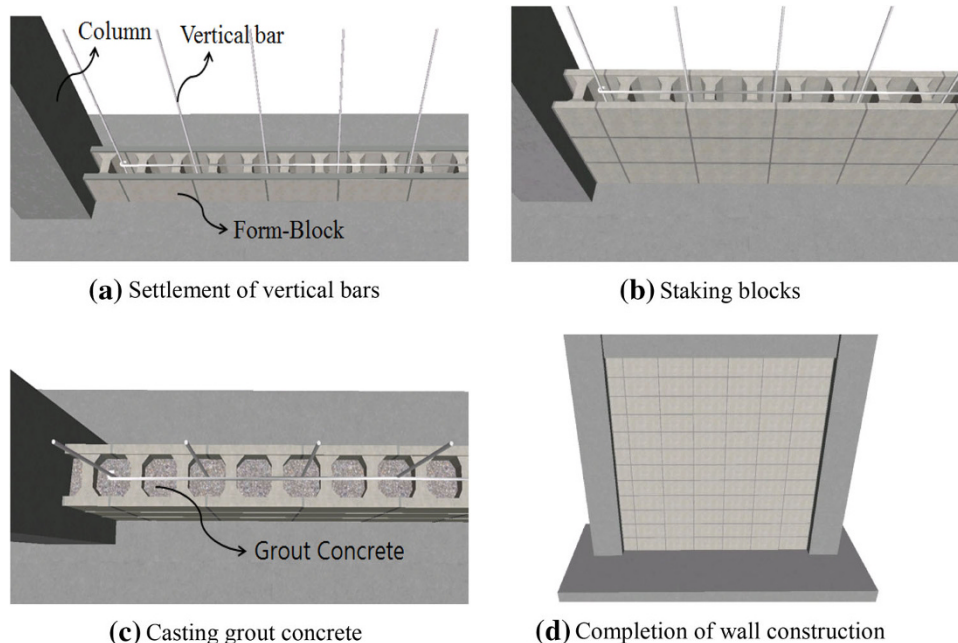 Column
Vertical bar
Form-Block
(a) Settlement of vertical bars
(b) Staking blocks
Grout Concrete
(c) Casting grout concrete
(d) Completion of wall construction